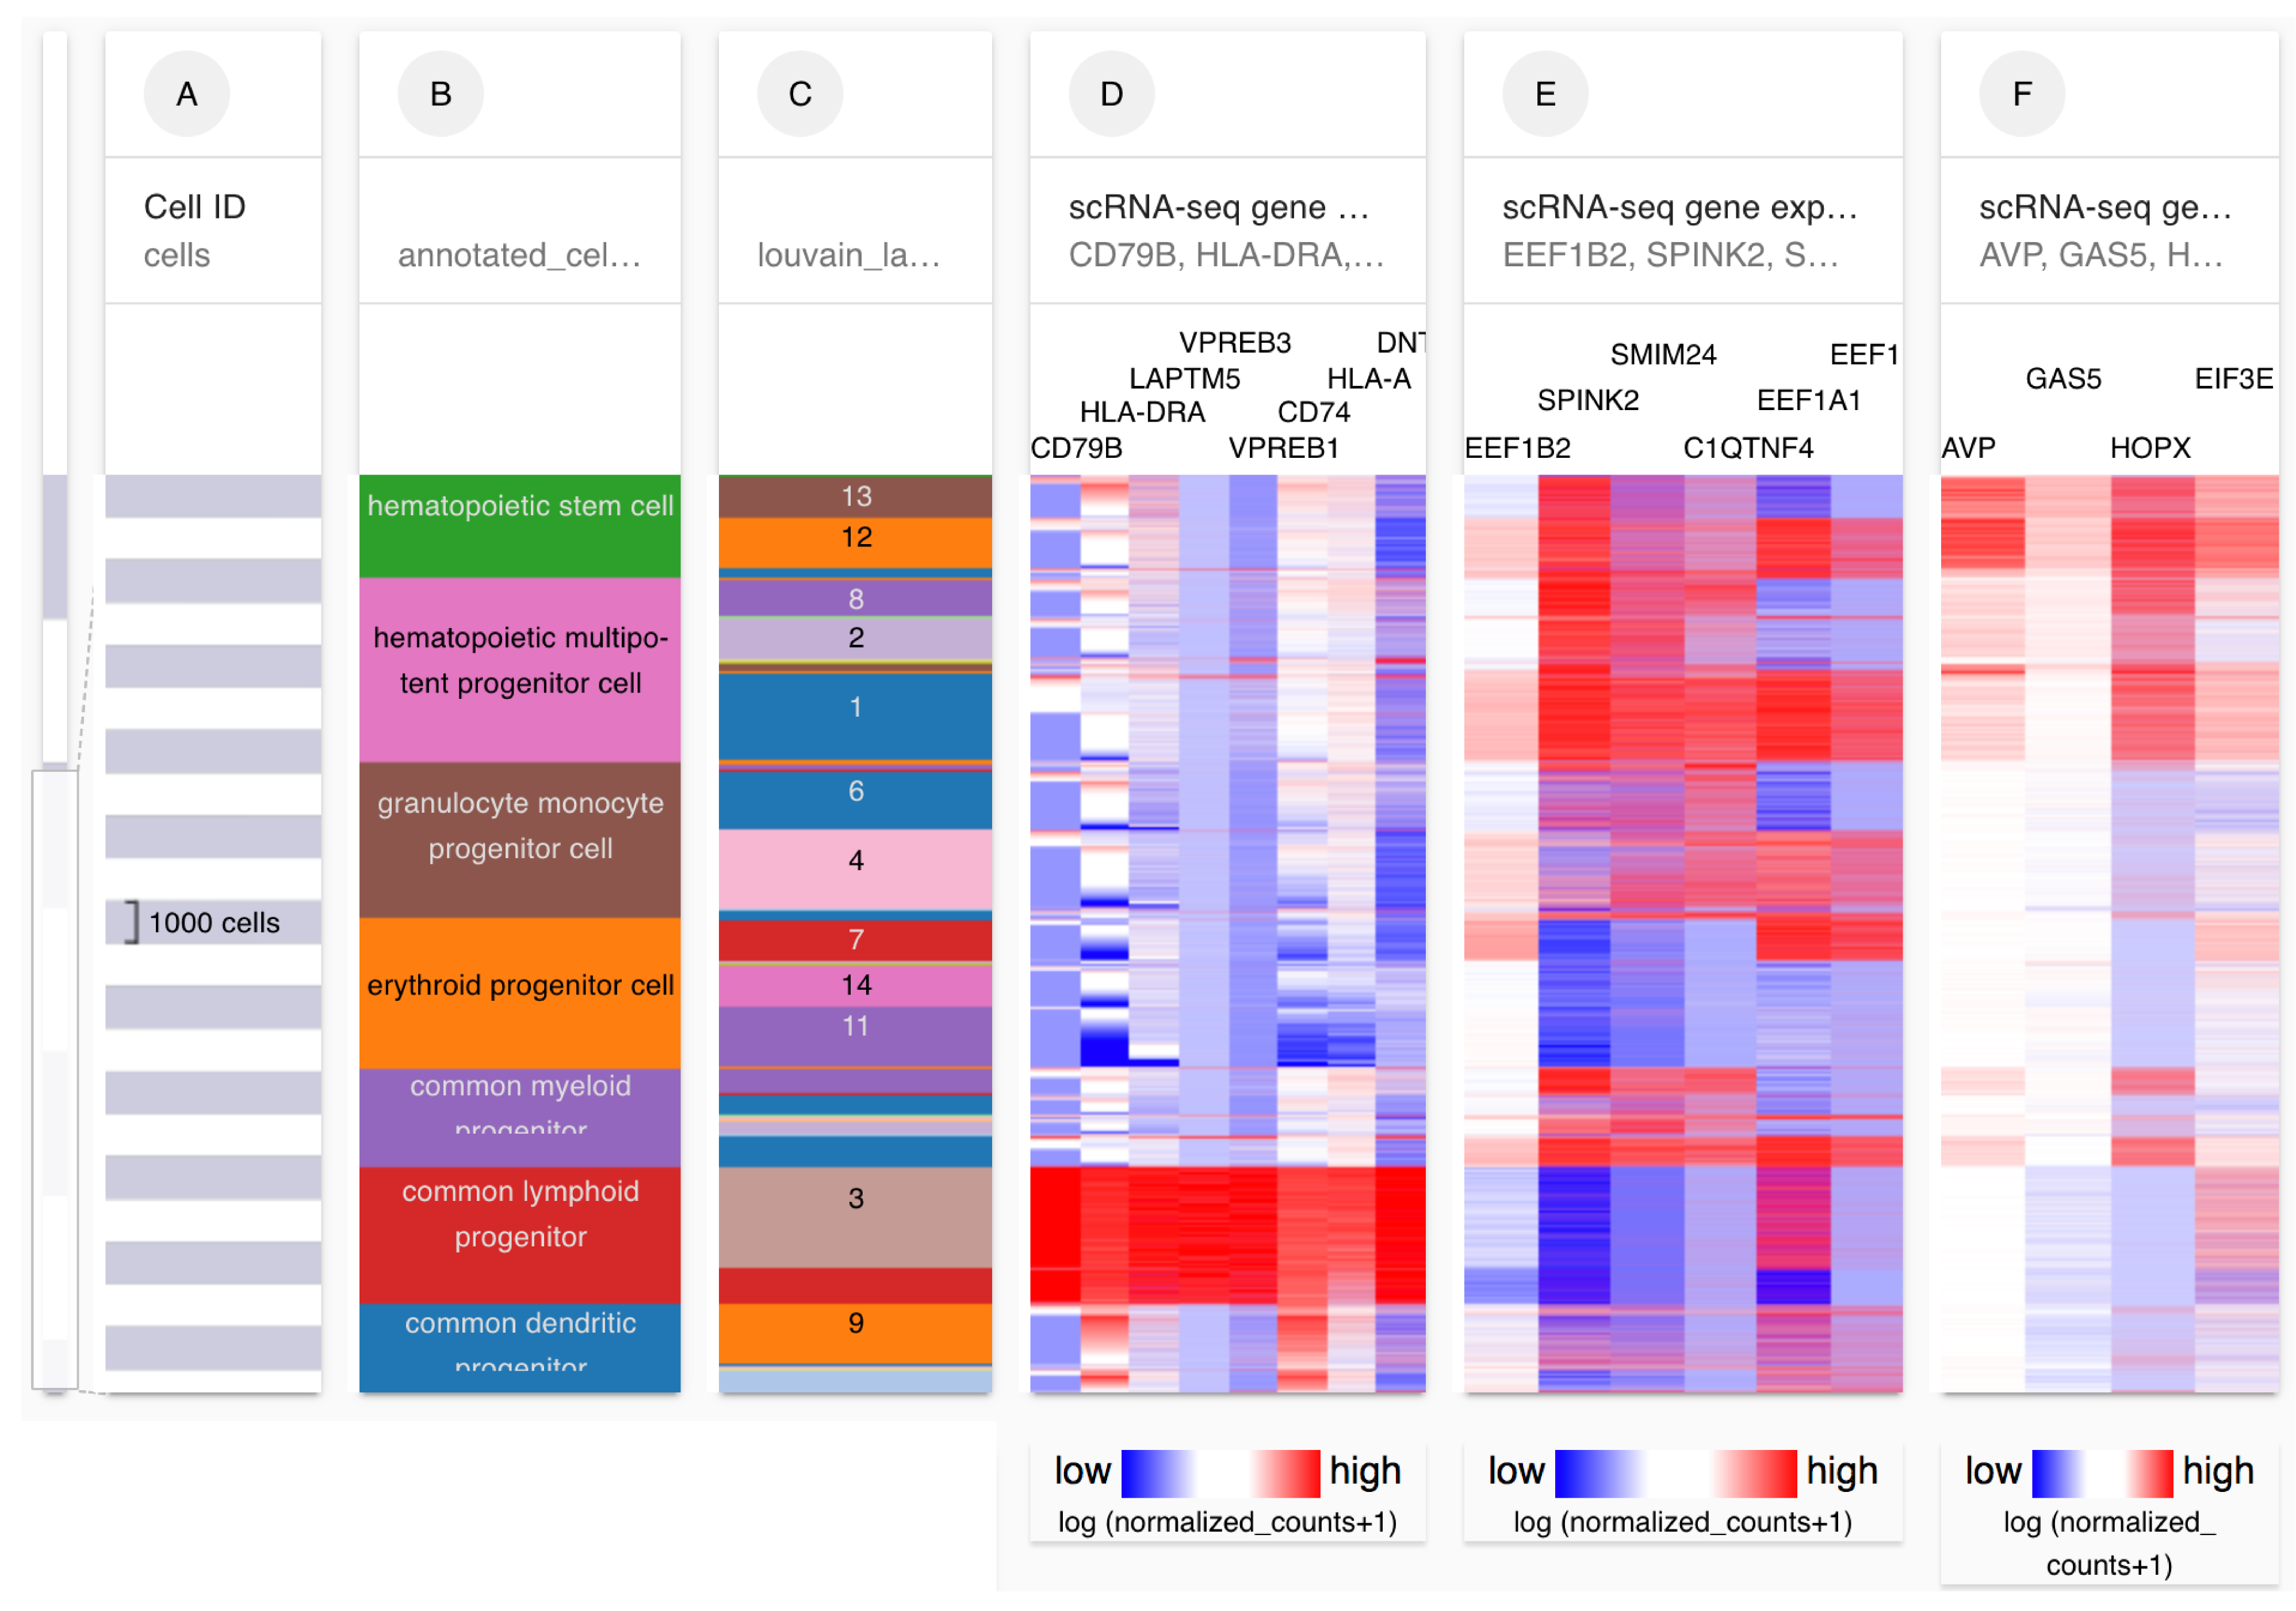 A
B
C
D
E
F
Cell ID
cells
annotated_cel…
louvain_la…
scRNA-seq gene …
CD79B, HLA-DRA,…
scRNA-seq gene exp…
EEF1B2, SPINK2, S…
scRNA-seq ge…
AVP, GAS5, H…
VPREB3
DNT
LAPTM5
HLA-A
HLA-DRA
CD74
CD79B
VPREB1
SMIM24
EEF1
SPINK2
EEF1A1
EEF1B2
C1QTNF4
GAS5
EIF3E
AVP
HOPX
1000 cells
hematopoietic stem cell
hematopoietic multipo-
tent progenitor cell
granulocyte monocyte
progenitor cell
erythroid progenitor cell
common myeloid
progenitor
common lymphoid
progenitor
common dendritic
progenitor
13
12
8
2
1
6
4
7
14
11
3
9
low high
log (normalized_counts+1)
low high
log (normalized_counts+1)
low high
log (normalized_
counts+1)